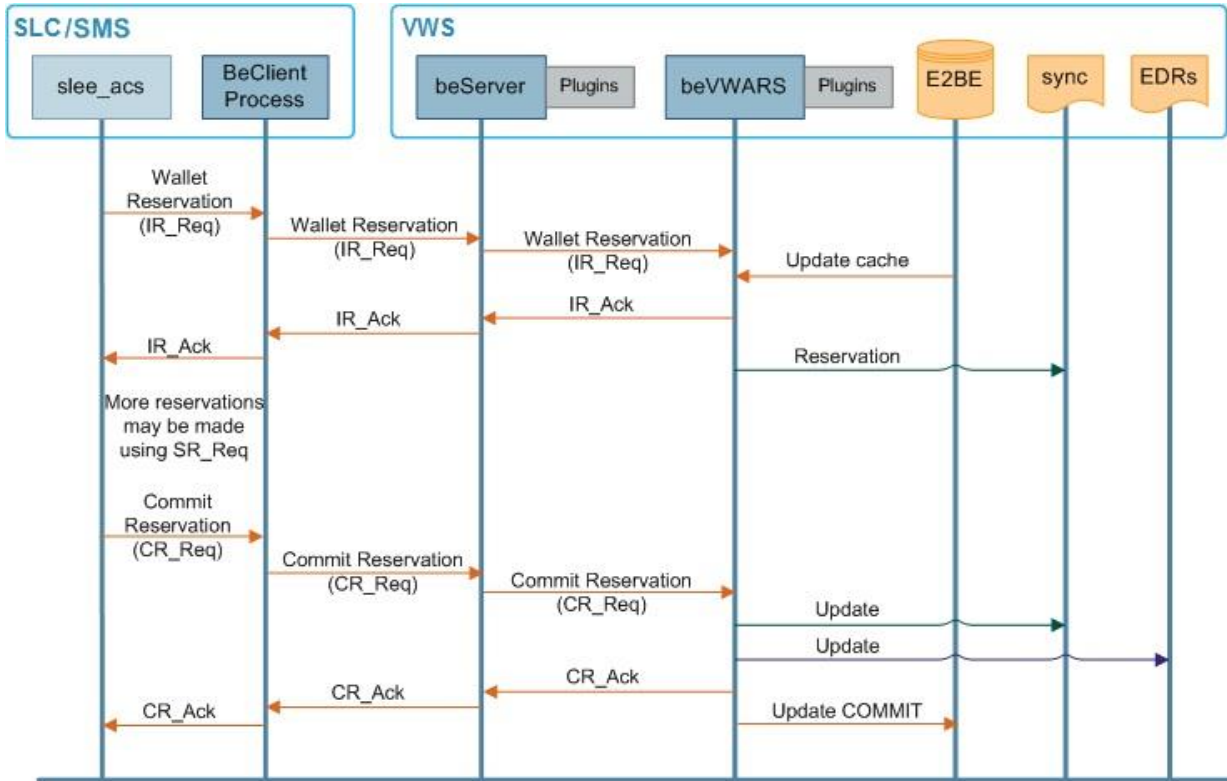 SLC/SMS
VWS
slee_acs
BeClient
Process
beServer
Plugins
beVWARS
Plugins
E2BE
sync
EDRs
Wallet
Reservation
(IR_Req)
Wallet Reservation
(IR_Req)
Wallet Reservation
(IR_Req)
Update cache
IR_Ack
IR_Ack
IR_Ack
Reservation
More reservations
may be made
using SR_Req
Commit
Reservation
(CR_Req)
Commit Reservation
(CR_Req)
Commit Reservation
(CR_Req)
Update
Update
CR_Ack
CR_Ack
CR_Ack
Update COMMIT